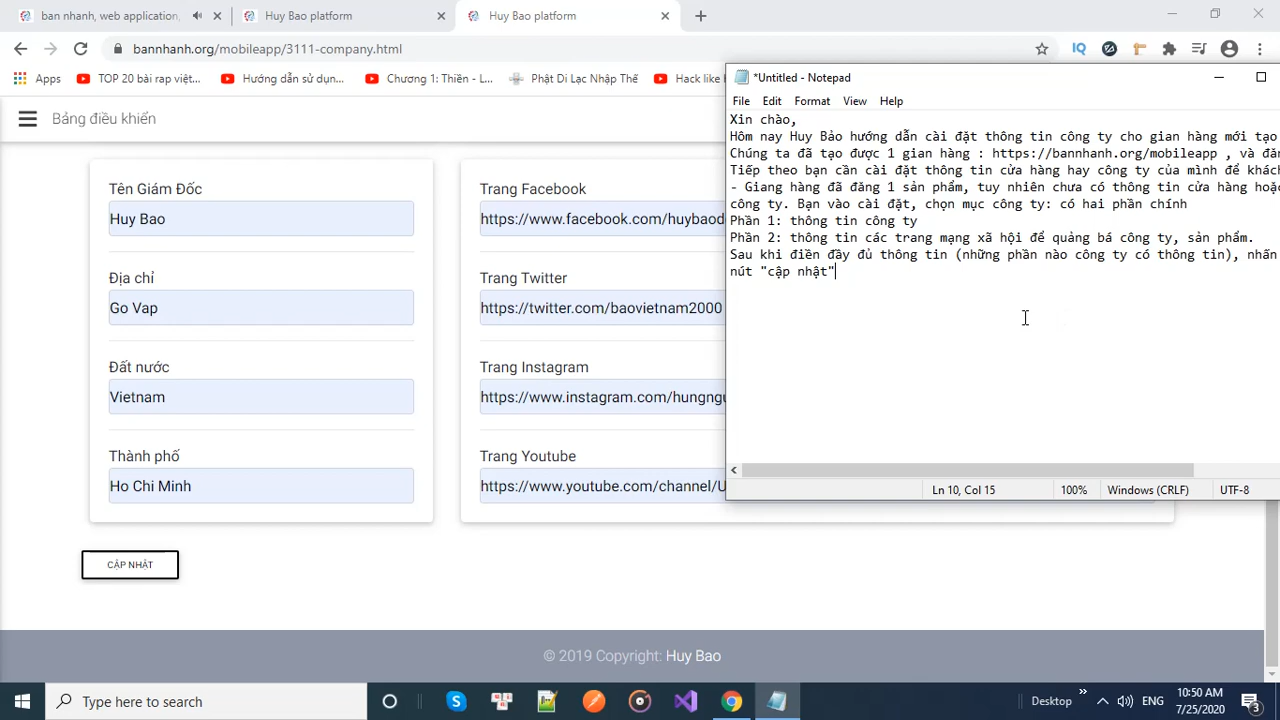 ban nhanh, web application,
Huy Bao platform
Huy Bao platform
bannhanh.org/mobileapp/3111-company.html
IQ
Apps
TOP 20 bài rap việt...
Hướng dẫn sử dụn...
Chương 1: Thiên - L...
Phật Di Lạc Nhập Thế
Hack like
Bảng điều khiển
Tên Giám Đốc
Huy Bao
Địa chỉ
Go Vap
Đất nước
Vietnam
Thành phố
Ho Chi Minh
Trang Facebook
https://www.facebook.com/huybaod
Trang Twitter
https://twitter.com/baovietnam2000
Trang Instagram
https://www.instagram.com/hungngu
Trang Youtube
https://www.youtube.com/channel/U
CẬP NHẬT
© 2019 Copyright: Huy Bao
*Untitled - Notepad
File Edit Format View Help
Xin chào,
Hôm nay Huy Bảo hướng dẫn cài đặt thông tin công ty cho gian hàng mới tạo
Chúng ta đã tạo được 1 gian hàng : https://bannhanh.org/mobileapp , và đăn
Tiếp theo bạn cần cài đặt thông tin cửa hàng hay công ty của mình để khách
- Giang hàng đã đăng 1 sản phẩm, tuy nhiên chưa có thông tin cửa hàng hoặc
công ty. Bạn vào cài đặt, chọn mục công ty: có hai phần chính
Phần 1: thông tin công ty
Phần 2: thông tin các trang mạng xã hội để quảng bá công ty, sản phẩm.
Sau khi điền đầy đủ thông tin (những phần nào công ty có thông tin), nhấn
nút "cập nhật"
Ln 10, Col 15
100%
Windows (CRLF)
UTF-8
Type here to search
Desktop
ENG
10:50 AM
7/25/2020
3